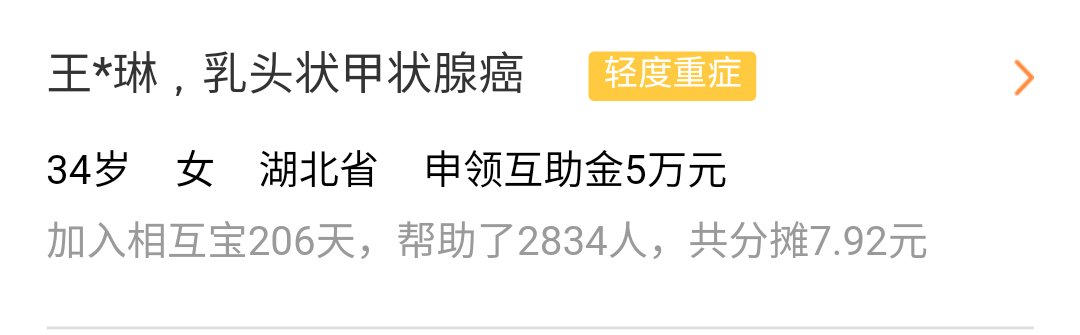 王*琳，乳头状甲状腺癌 轻度重症
34岁 女 湖北省 申领互助金5万元
加入相互宝206天，帮助了2834人，共分摊7.92元